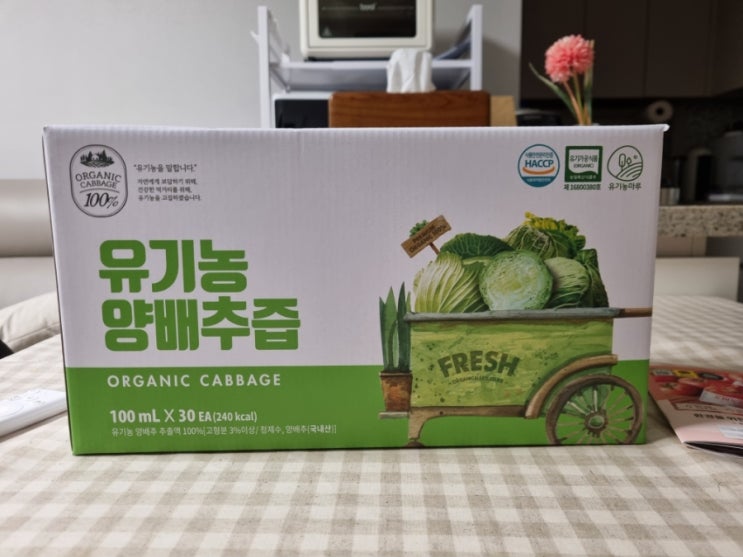 ORGANIC
CABBAGE
100%
"유기농을 말합니다."
자연에게 보답하기 위해,
건강한 먹거리를 위해,
유기농을 고집하겠습니다.
HACCP
유기가공식품
(ORGANIC)
제 16800380호
유기농마루
유기농
양배추즙
ORGANIC CABBAGE
100 mL X 30 EA(240 kcal)
유기농 양배추 추출액 100%[고형분 3%이상/ 정제수, 양배추(국내산)]
FRESH